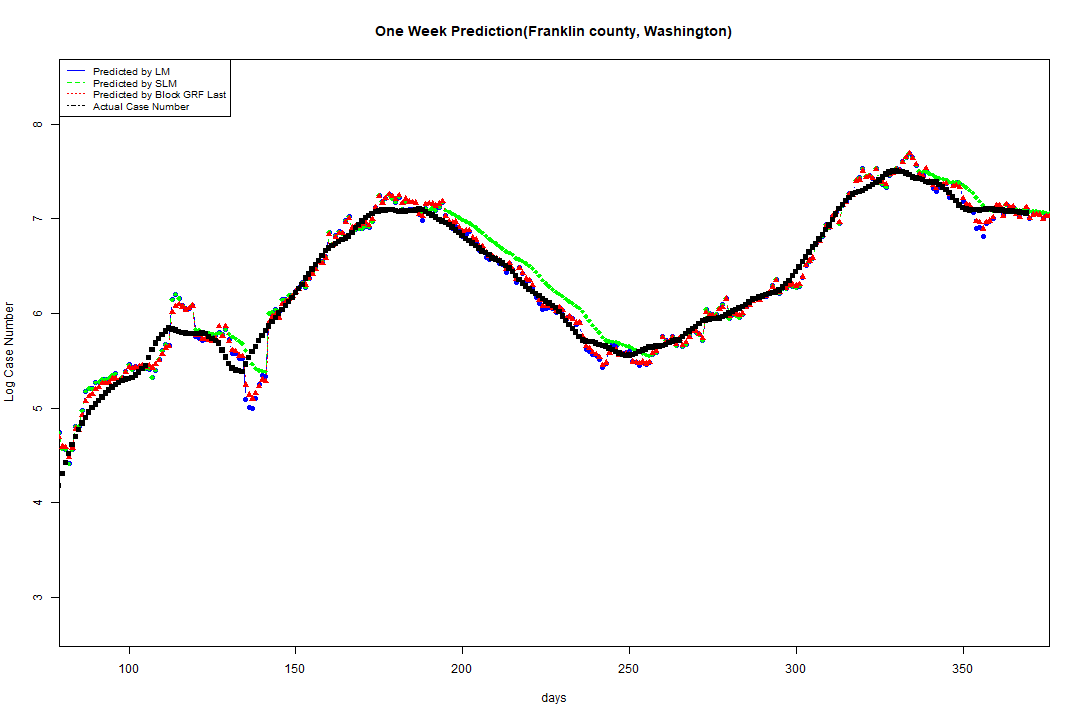 One Week Prediction(Franklin county, Washington)
Predicted by LM
Predicted by SLM
Predicted by Block GRF Last
Actual Case Number
8
7
6
5
4
3
Log Case Number
100 150 200 250 300 350
days